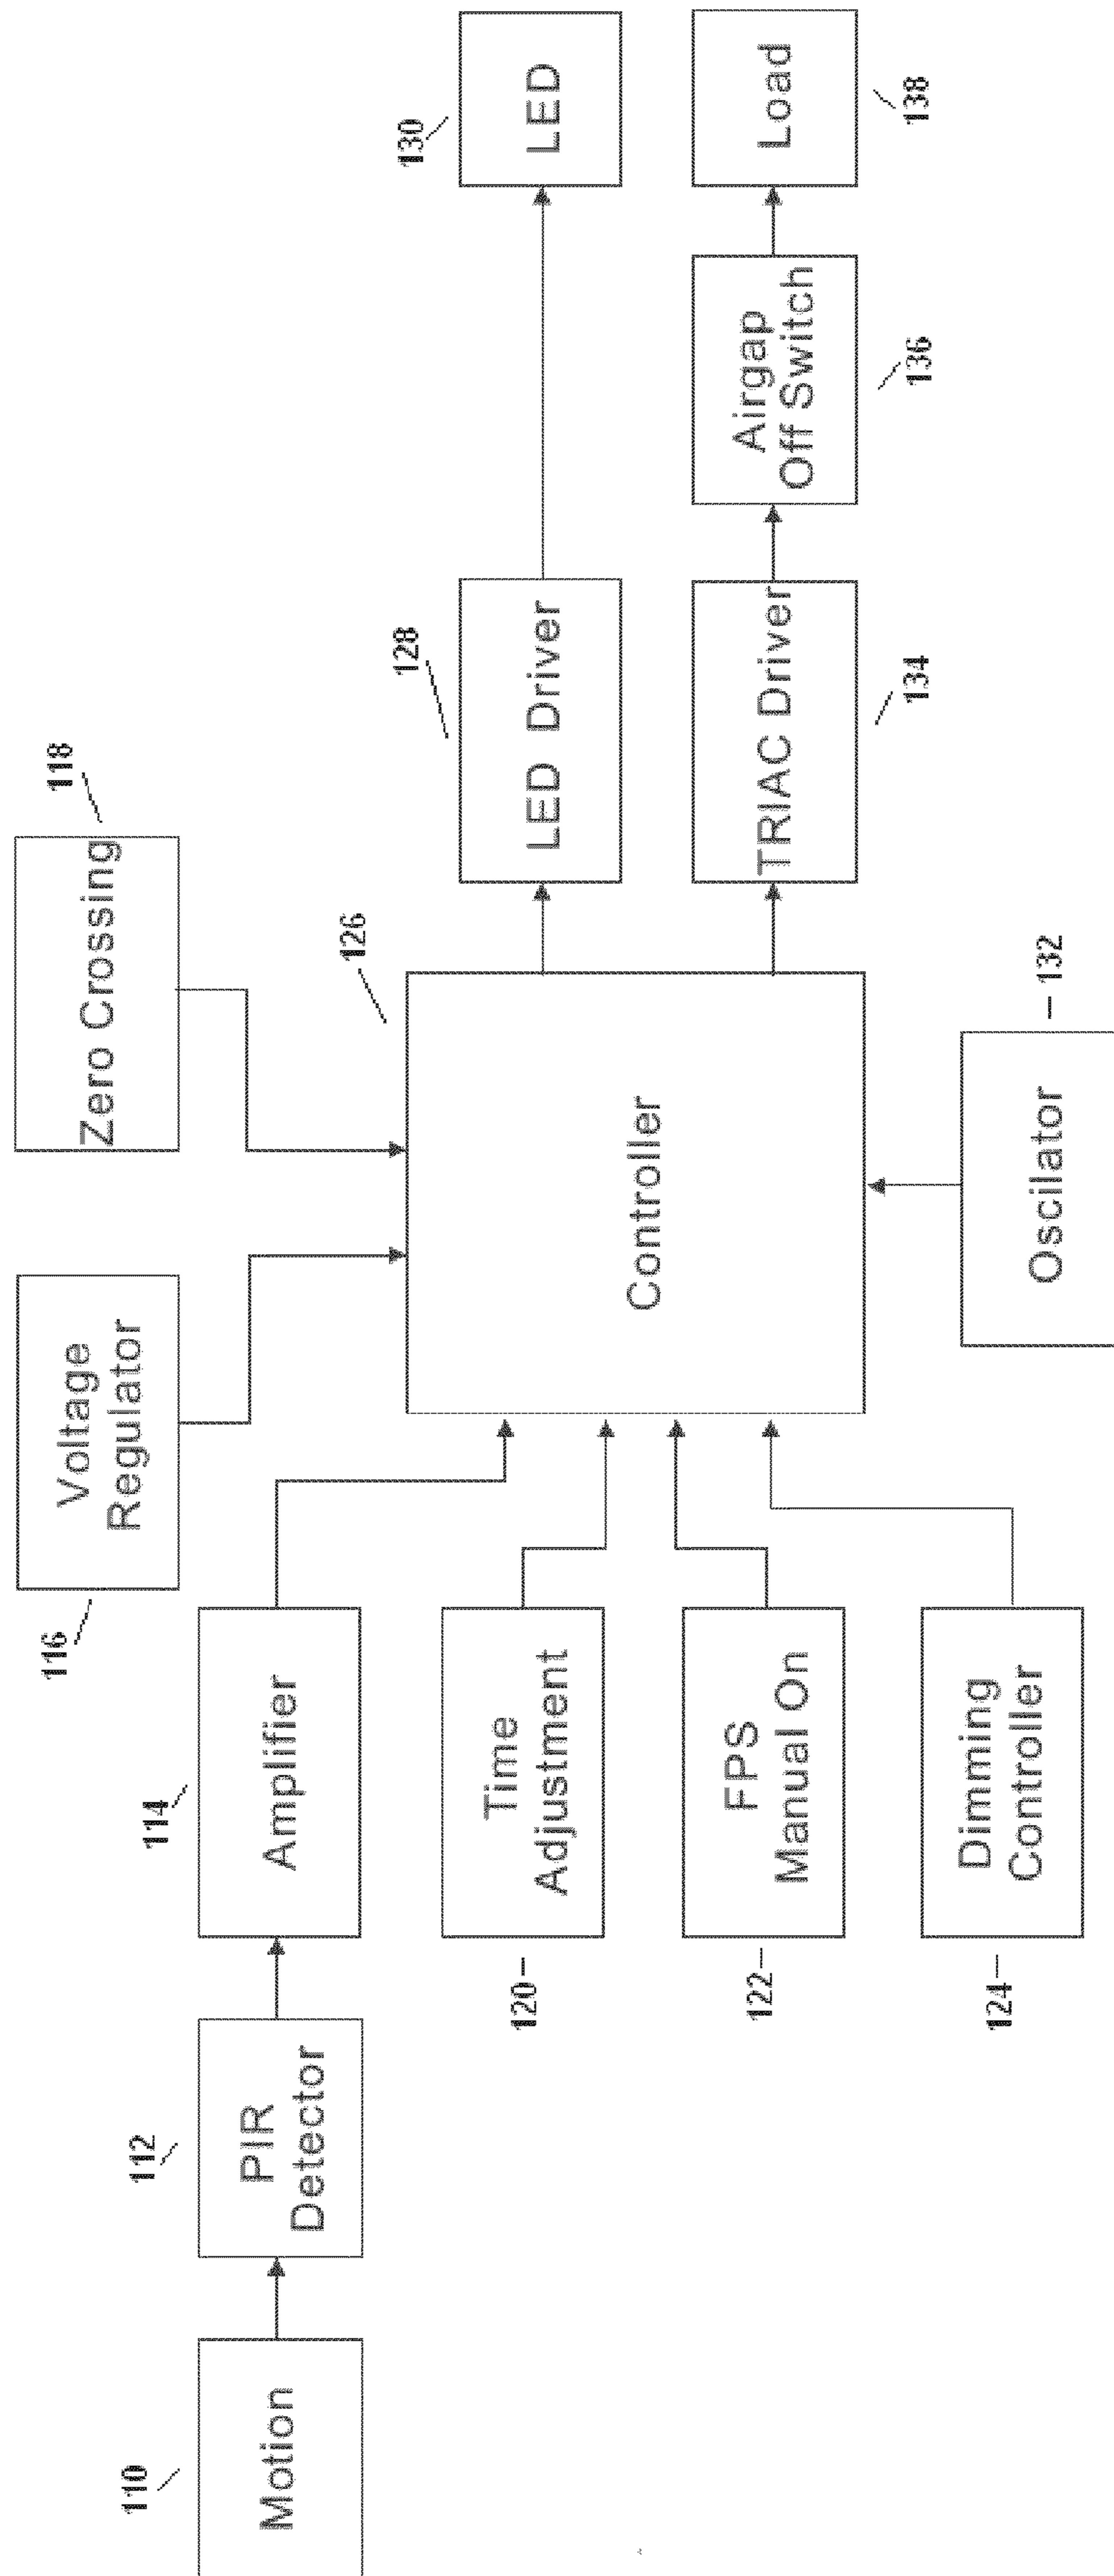 110
Motion
112
PIR
Detector
114
Amplifier
116
Voltage
Regulator
118
Zero Crossing
120
Time
Adjustment
122
FPS
Manual On
124
Dimming
Controller
126
Controller
128
LED Driver
130
LED
132
Oscilator
134
TRIAC Driver
136
Airgap
Off Switch
138
Load